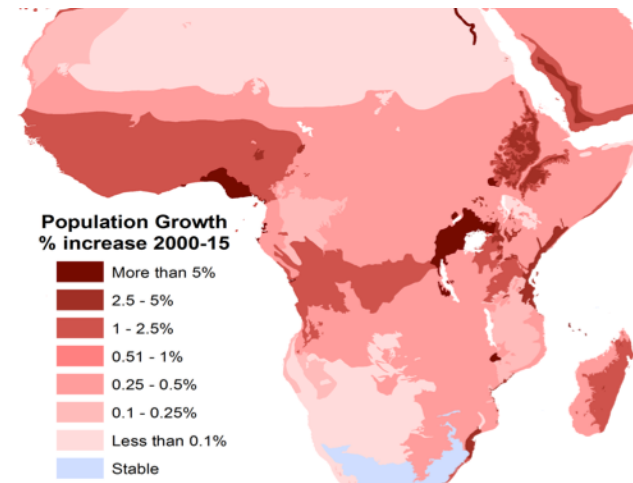 Population Growth
% increase 2000-15
More than 5%
2.5 - 5%
1 - 2.5%
0.51 - 1%
0.25 - 0.5%
0.1 - 0.25%
Less than 0.1%
Stable